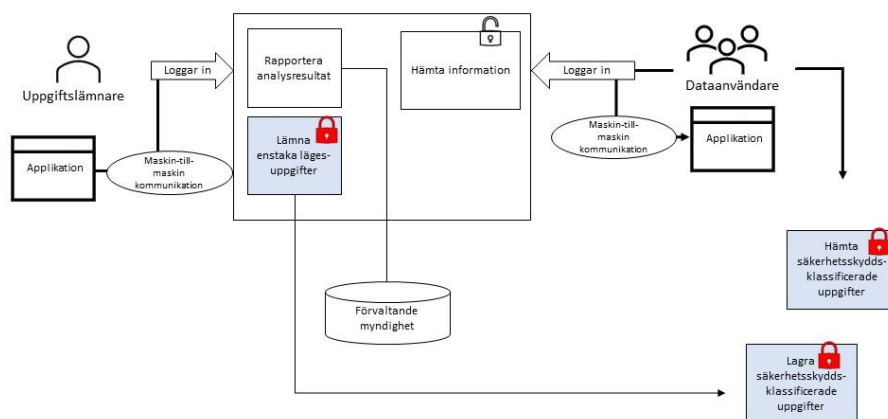 Uppgiftslämnare
Loggar in
Rapportera
analysresultat
Hämta information
Loggar in
Dataanvändare
Applikation
Maskin-till-
maskin
kommunikation
Lämna
enstaka läges-
uppgifter
Maskin-till-
maskin
kommunikation
Applikation
Hämta
säkerhetsskydds-
klassificerade
uppgifter
Förvaltande
myndighet
Lagra
säkerhetsskydds-
klassificerade
uppgifter